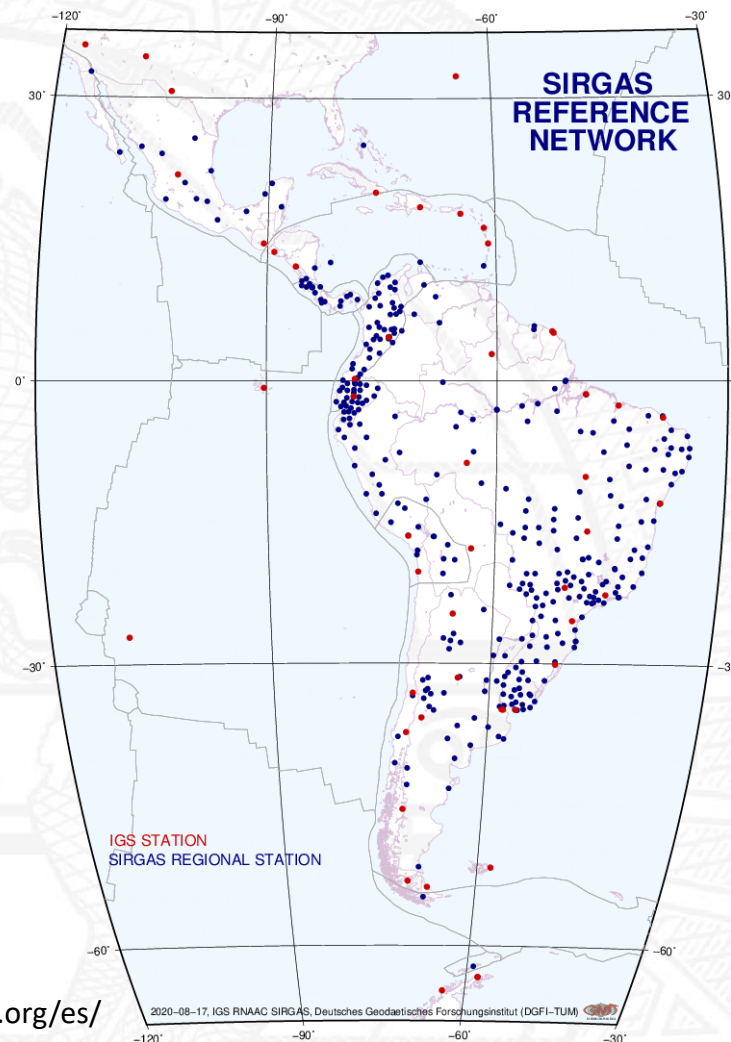 −120˚
−90˚
−60˚
−30˚
SIRGAS
REFERENCE
NETWORK
30˚
30
0˚
−30˚
−3
IGS STATION
SIRGAS REGIONAL STATION
−60˚
−60˚
.org/es/
2020−08−17, IGS RNAAC SIRGAS, Deutsches Geodaetisches Forschungsinstitut (DGFI−TUM)
GMT
−120˚
−90˚
−60˚
−30˚